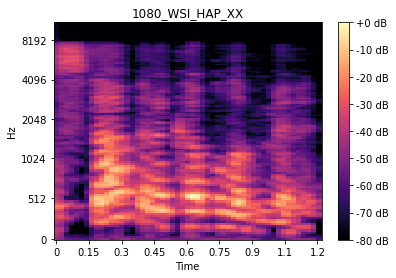 1080_WSI_HAP_XX
Hz
8192
4096
2048
1024
512
0
0 0.15 0.3 0.45 0.6 0.75 0.9 1.1 1.2
Time
+0 dB
-10 dB
-20 dB
-30 dB
-40 dB
-50 dB
-60 dB
-70 dB
-80 dB